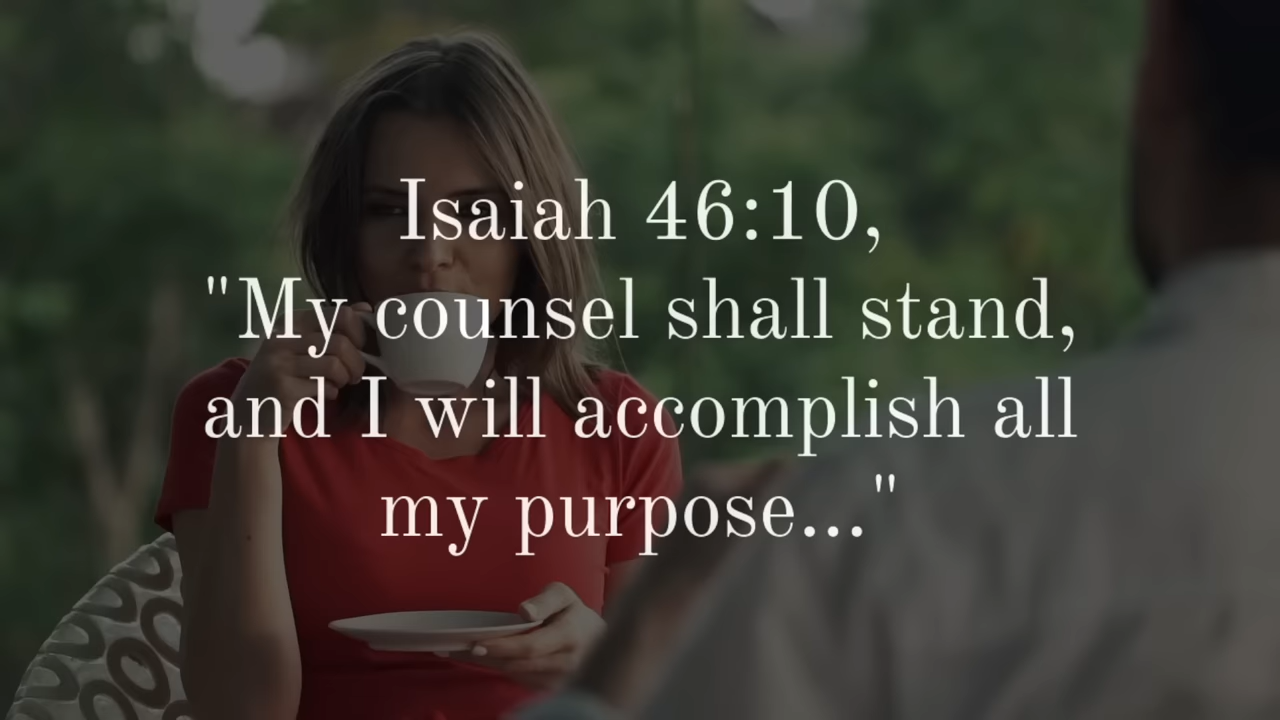 Isaiah 46:10,
"My counsel shall stand,
and I will accomplish all
my purpose..."